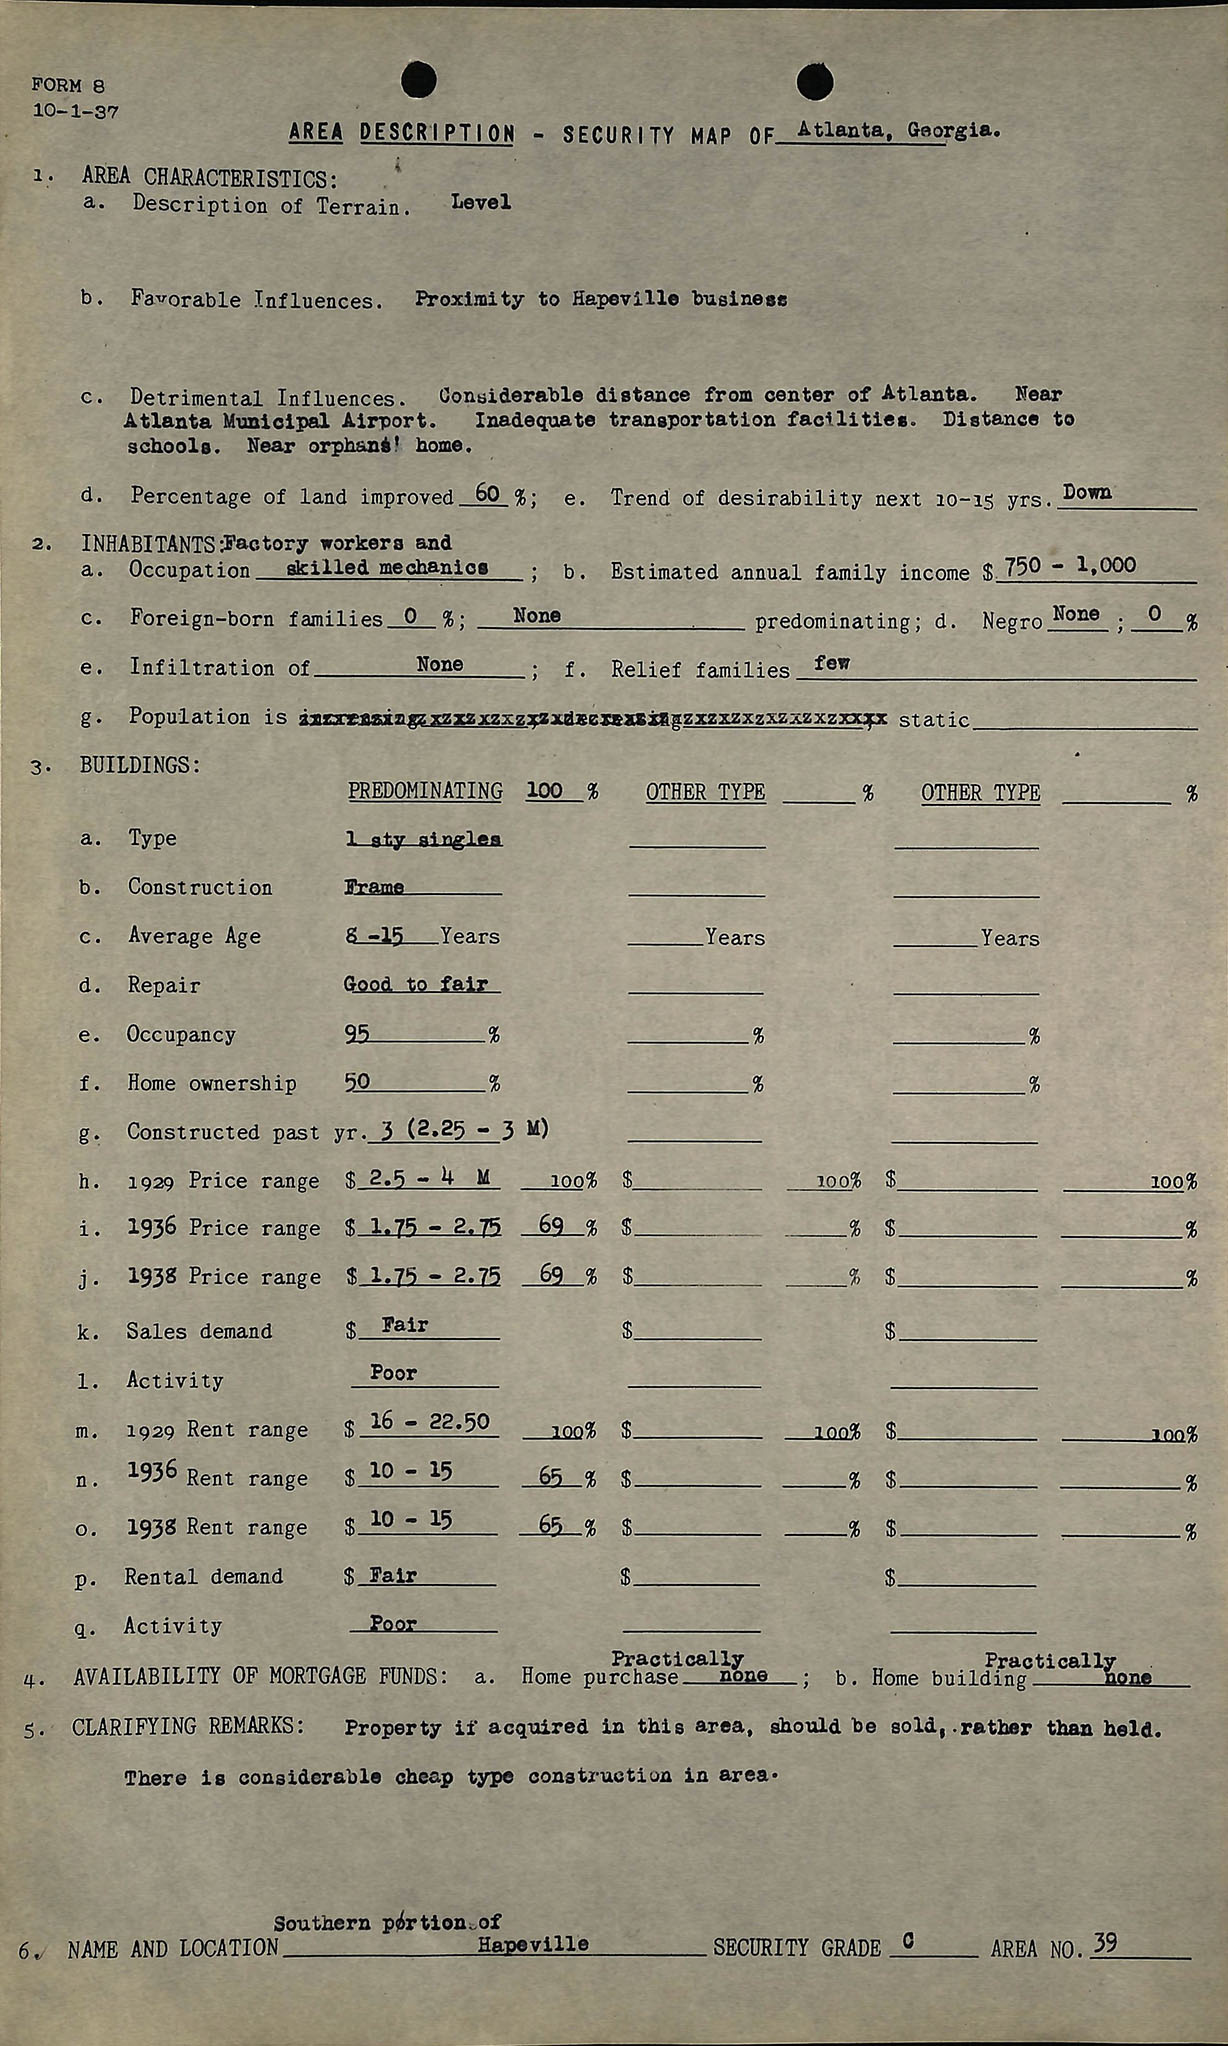 FORM 8
10-1-37
AREA DESCRIPTION - SECURITY MAP OF Atlanta, Georgia.
1. AREA CHARACTERISTICS:
a. Description of Terrain. Level
b. Favorable Influences. Proximity to Hapeville business
c. Detrimental Influences. Considerable distance from center of Atlanta. Near
Atlanta Municipal Airport. Inadequate transportation facilities. Distance to
schools. Near orphans' home.
d. Percentage of land improved 60 %; e. Trend of desirability next 10-15 yrs. Down
2. INHABITANTS: Factory workers and
a. Occupation skilled mechanics ; b. Estimated annual family income $ 750 - 1,000
c. Foreign-born families 0 %; None predominating; d. Negro None ; 0 %
e. Infiltration of None ; f. Relief families few
g. Population is static
3. BUILDINGS:
PREDOMINATING 100 % OTHER TYPE % OTHER TYPE %
a. Type 1 sty singles
b. Construction Frame
c. Average Age 8 -15 Years Years Years
d. Repair Good to fair
e. Occupancy 95 % % %
f. Home ownership 50 % % %
g. Constructed past yr. 3 (2.25 - 3 M)
h. 1929 Price range $ 2.5 - 4 M 100% $ 100% $ 100%
i. 1936 Price range $ 1.75 - 2.75 69 % $ % $ %
j. 1938 Price range $ 1.75 - 2.75 69 % $ % $ %
k. Sales demand $ Fair $ $
l. Activity Poor
m. 1929 Rent range $ 16 - 22.50 100% $ 100% $ 100%
n. 1936 Rent range $ 10 - 15 65 % $ % $ %
o. 1938 Rent range $ 10 - 15 65 % $ % $ %
p. Rental demand $ Fair $ $
q. Activity Poor
Practically Practically
4. AVAILABILITY OF MORTGAGE FUNDS: a. Home purchase none ; b. Home building none
5. CLARIFYING REMARKS: Property if acquired in this area, should be sold, rather than held.
There is considerable cheap type construction in area.
Southern portion of
6. NAME AND LOCATION Hapeville SECURITY GRADE C AREA NO. 39